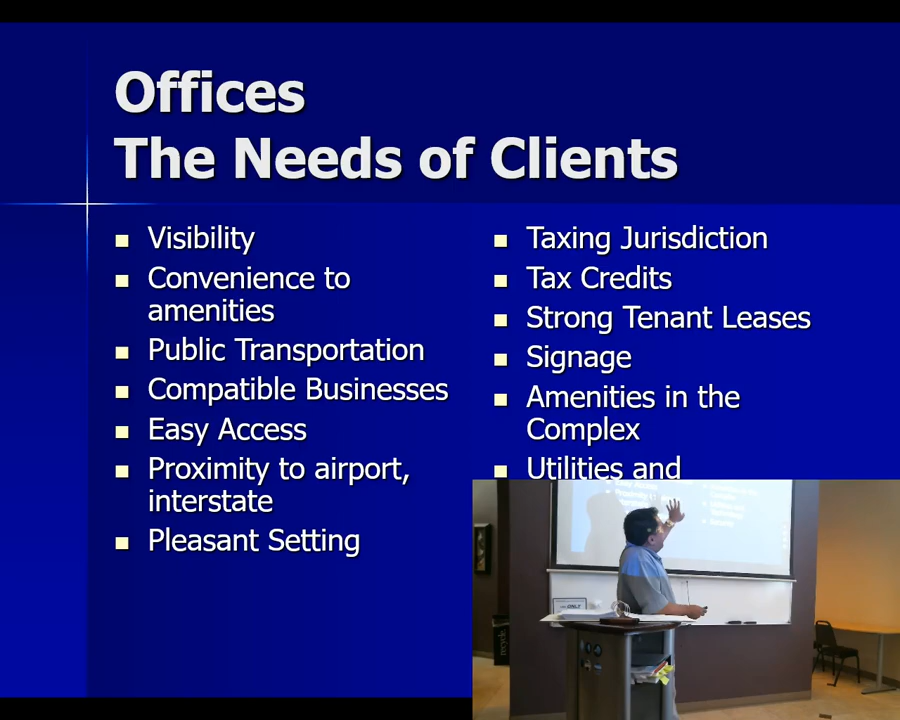 Offices
The Needs of Clients
Visibility
Convenience to
amenities
Public Transportation
Compatible Businesses
Easy Access
Proximity to airport,
interstate
Pleasant Setting
Taxing Jurisdiction
Tax Credits
Strong Tenant Leases
Signage
Amenities in the
Complex
Utilities and